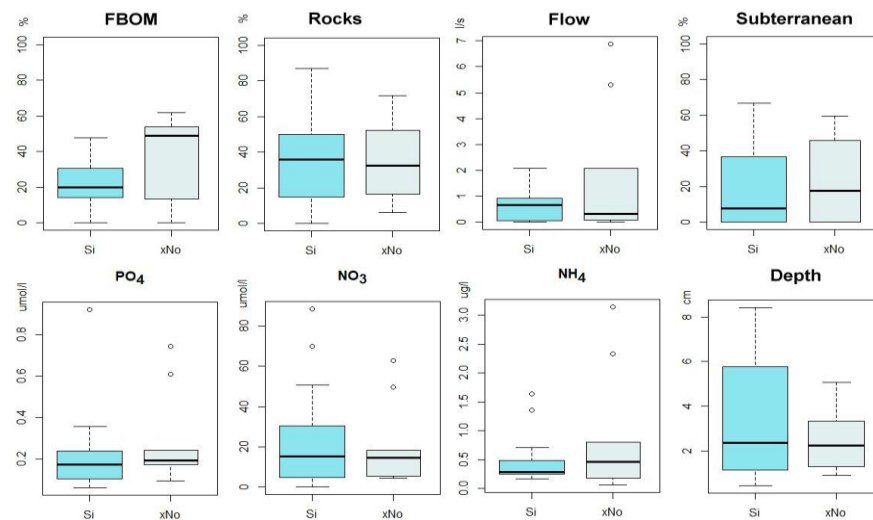 FBOM
Rocks
Flow
Subterranean
%
%
l/s
%
100
80
60
40
20
0
100
80
60
40
20
0
7
6
5
4
3
2
1
0
100
80
60
40
20
0
Si xNo
Si xNo
Si xNo
Si xNo
PO4
NO3
NH4
Depth
umol/l
umol/l
ug/l
cm
0.8
0.6
0.4
0.2
80
60
40
20
0
3.0
2.5
2.0
1.5
1.0
0.5
0.0
8
6
4
2
Si xNo
Si xNo
Si xNo
Si xNo